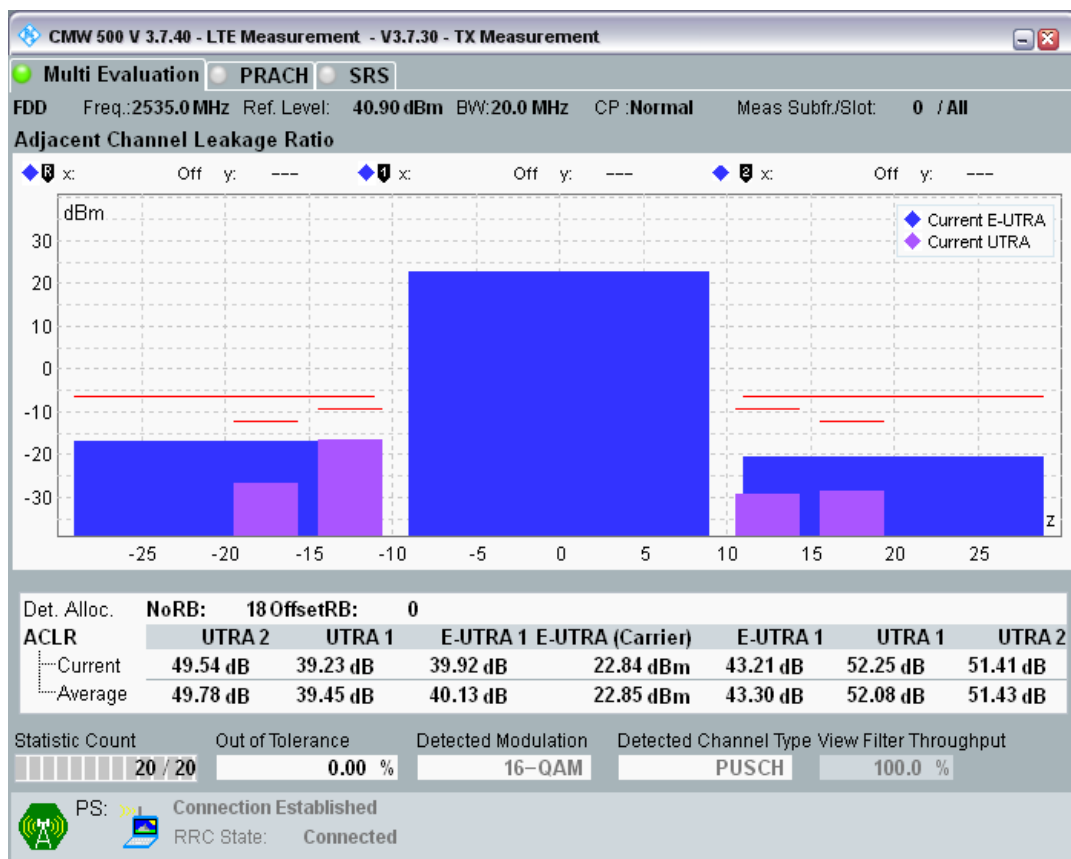 CMW 500 V 3.7.40 - LTE Measurement - V3.7.30 - TX Measurement
Multi Evaluation PRACH SRS
FDD Freq.:2535.0 MHz Ref. Level: 40.90 dBm BW:20.0 MHz CP :Normal Meas Subfr./Slot: 0 / All
Adjacent Channel Leakage Ratio
R x: Off y: --- 1 x: Off y: --- 2 x: Off y: ---
dBm
Current E-UTRA
Current UTRA
30
20
10
0
-10
-20
-30
z
-25 -20 -15 -10 -5 0 5 10 15 20 25
Det. Alloc. NoRB: 18 OffsetRB: 0
ACLR UTRA 2 UTRA 1 E-UTRA 1 E-UTRA (Carrier) E-UTRA 1 UTRA 1 UTRA 2
Current 49.54 dB 39.23 dB 39.92 dB 22.84 dBm 43.21 dB 52.25 dB 51.41 dB
Average 49.78 dB 39.45 dB 40.13 dB 22.85 dBm 43.30 dB 52.08 dB 51.43 dB
Statistic Count Out of Tolerance Detected Modulation Detected Channel Type View Filter Throughput
20 / 20 0.00 % 16-QAM PUSCH 100.0 %
PS: Connection Established
RRC State: Connected